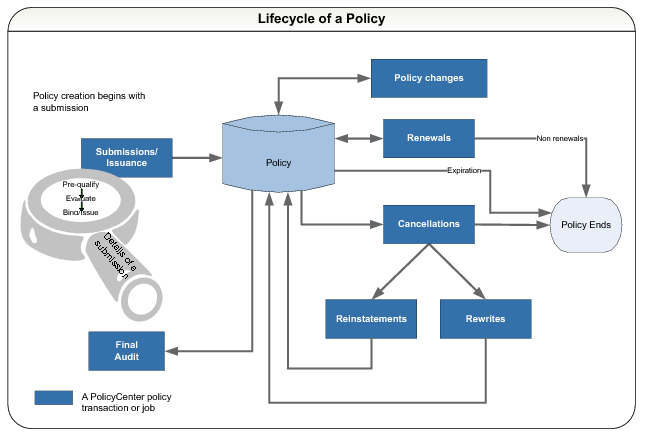 Lifecycle of a Policy
Policy creation begins with
a submission
Policy changes
Submissions/
Issuance
Policy
Renewals
Non renewals
Expiration
Pre-qualify
Evaluate
Bind/Issue
Details of a
submission
Cancellations
Policy Ends
Reinstatements
Rewrites
Final
Audit
A PolicyCenter policy
transaction or job